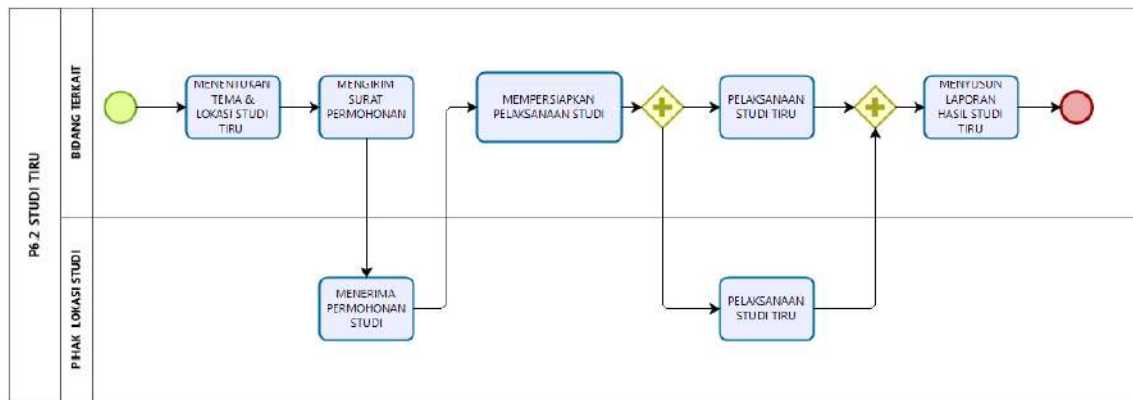 P6.2 STUDI TIRU
BIDANG TERKAIT
MENENTUKAN
TEMA &
LOKASI STUDI
TIRU
MENGIRIM
SURAT
PERMOHONAN
MEMPERSIAPKAN
PELAKSANAAN STUDI
PELAKSANAAN
STUDI TIRU
MENYUSUN
LAPORAN
HASIL STUDI
TIRU
PIHAK LOKASI STUDI
MENERIMA
PERMOHONAN
STUDI
PELAKSANAAN
STUDI TIRU